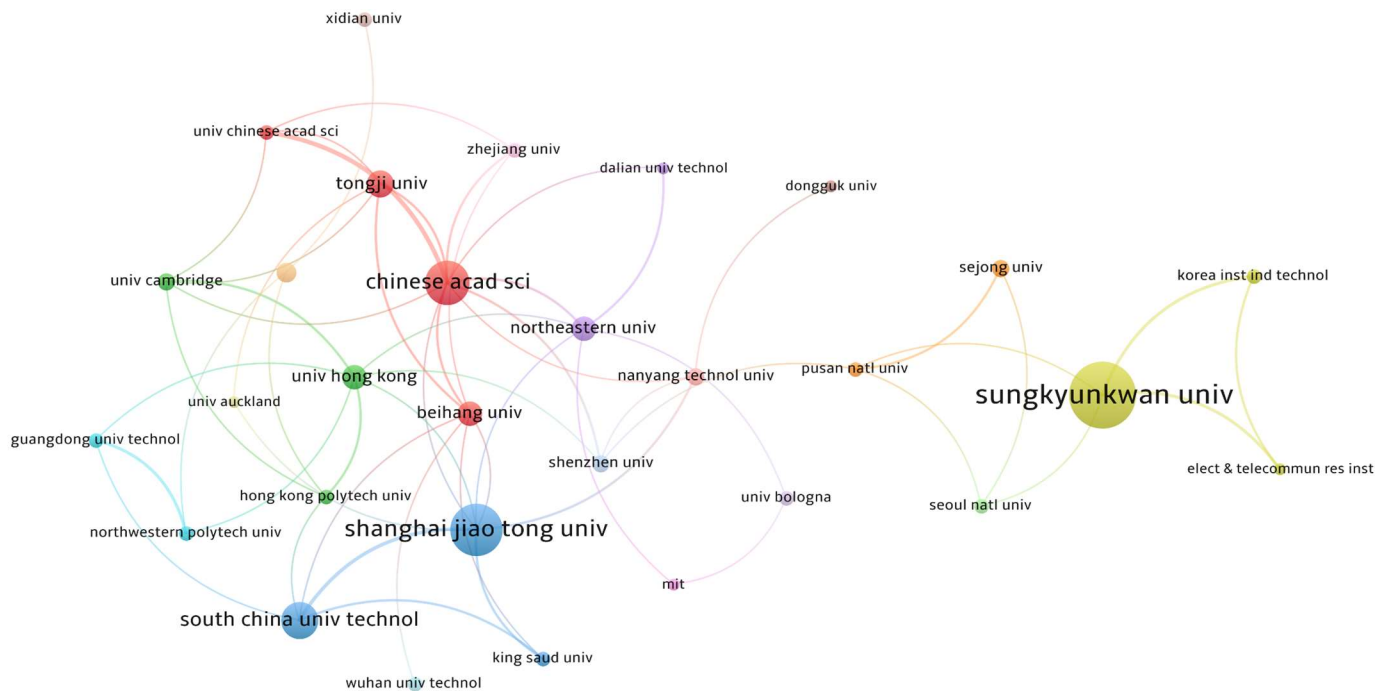 xidian univ
univ chinese acad sci
zhejiang univ
dalian univ technol
tongji univ
dongguk univ
univ cambridge
chinese acad sci
sejong univ
korea inst ind technol
northeastern univ
nanyang technol univ
pusan natl univ
univ hong kong
sungkyunkwan univ
univ auckland
beihang univ
guangdong univ technol
shenzhen univ
elect & telecommun res inst
hong kong polytech univ
univ bologna
seoul natl univ
northwestern polytech univ
shanghai jiao tong univ
mit
south china univ technol
king saud univ
wuhan univ technol